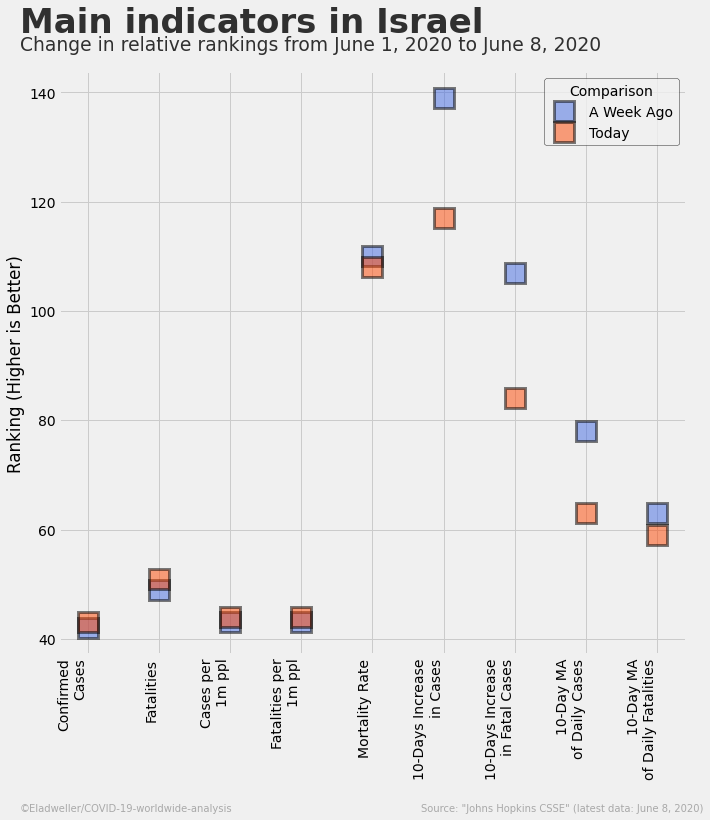 Main indicators in Israel
Change in relative rankings from June 1, 2020 to June 8, 2020
Comparison
A Week Ago
Today
Ranking (Higher is Better)
140
120
100
80
60
40
Confirmed
Cases
Fatalities
Cases per
1m ppl
Fatalities per
1m ppl
Mortality Rate
10-Days Increase
in Cases
10-Days Increase
in Fatal Cases
10-Day MA
of Daily Cases
10-Day MA
of Daily Fatalities
©Eladweller/COVID-19-worldwide-analysis
Source: "Johns Hopkins CSSE" (latest data: June 8, 2020)